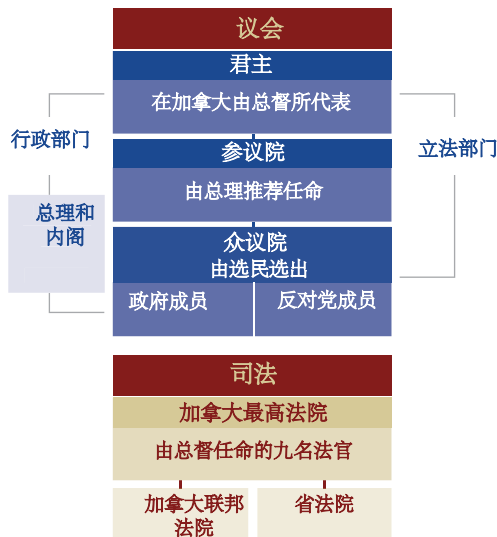 议会
君主
在加拿大由总督所代表
行政部门
立法部门
参议院
由总理推荐任命
总理和
内阁
众议院
由选民选出
政府成员
反对党成员
司法
加拿大最高法院
由总督任命的九名法官
加拿大联邦
法院
省法院